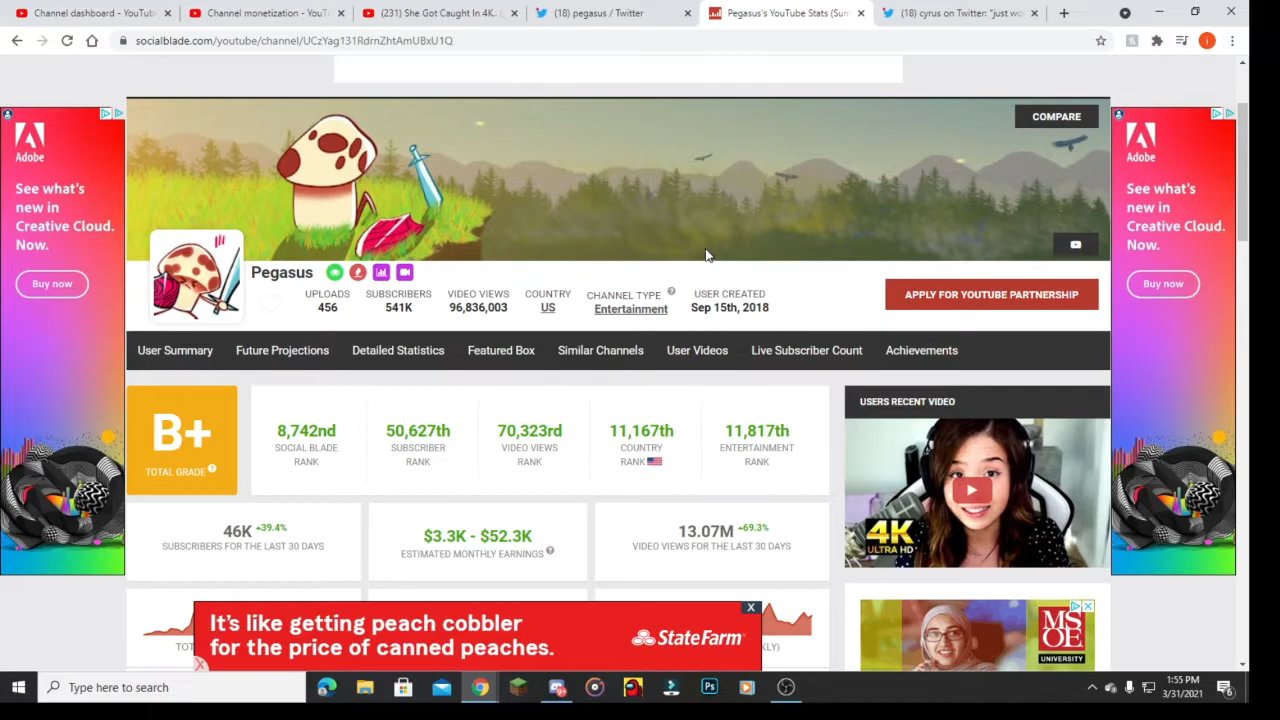 Channel dashboard - YouTub
Channel monetization - YouT
(231) She Got Caught In 4K..
(18) pegasus / Twitter
Pegasus's YouTube Stats (Sum
(18) cyrus on Twitter: "just wo
socialblade.com/youtube/channel/UCzYag131RdrnZhtAmUBxU1Q
COMPARE
Adobe
See what's
new in
Creative Cloud.
Now.
Buy now
Adobe
See what's
new in
Creative Cloud.
Now.
Buy now
Pegasus
UPLOADS
456
SUBSCRIBERS
541K
VIDEO VIEWS
96,836,003
COUNTRY
US
CHANNEL TYPE
Entertainment
USER CREATED
Sep 15th, 2018
APPLY FOR YOUTUBE PARTNERSHIP
User Summary
Future Projections
Detailed Statistics
Featured Box
Similar Channels
User Videos
Live Subscriber Count
Achievements
B+
TOTAL GRADE
8,742nd
SOCIAL BLADE
RANK
50,627th
SUBSCRIBER
RANK
70,323rd
VIDEO VIEWS
RANK
11,167th
COUNTRY
RANK
11,817th
ENTERTAINMENT
RANK
USERS RECENT VIDEO
4K
ULTRA HD
46K 39.4%
SUBSCRIBERS FOR THE LAST 30 DAYS
$3.3K - $52.3K
ESTIMATED MONTHLY EARNINGS
13.07M 69.3%
VIDEO VIEWS FOR THE LAST 30 DAYS
It's like getting peach cobbler
for the price of canned peaches.
StateFarm
X
MS
OE
UNIVERSITY
Type here to search
Ps
1:55 PM
3/31/2021
6